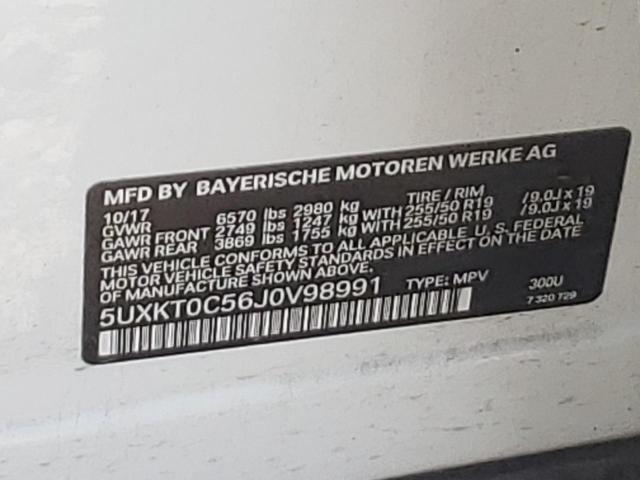 MFD BY BAYERISCHE MOTOREN WERKE AG
10/17
GVWR 6570 lbs 2980 kg TIRE / RIM
GAWR FRONT 2749 lbs 1247 kg WITH 255/50 R19 /9.0J x 19
GAWR REAR 3869 lbs 1755 kg WITH 255/50 R19 /9.0J x 19
THIS VEHICLE CONFORMS TO ALL APPLICABLE U. S. FEDERAL
MOTOR VEHICLE SAFETY STANDARDS IN EFFECT ON THE DATE
OF MANUFACTURE SHOWN ABOVE.
5UXKT0C56J0V98991 TYPE: MPV 300U
7 320 729